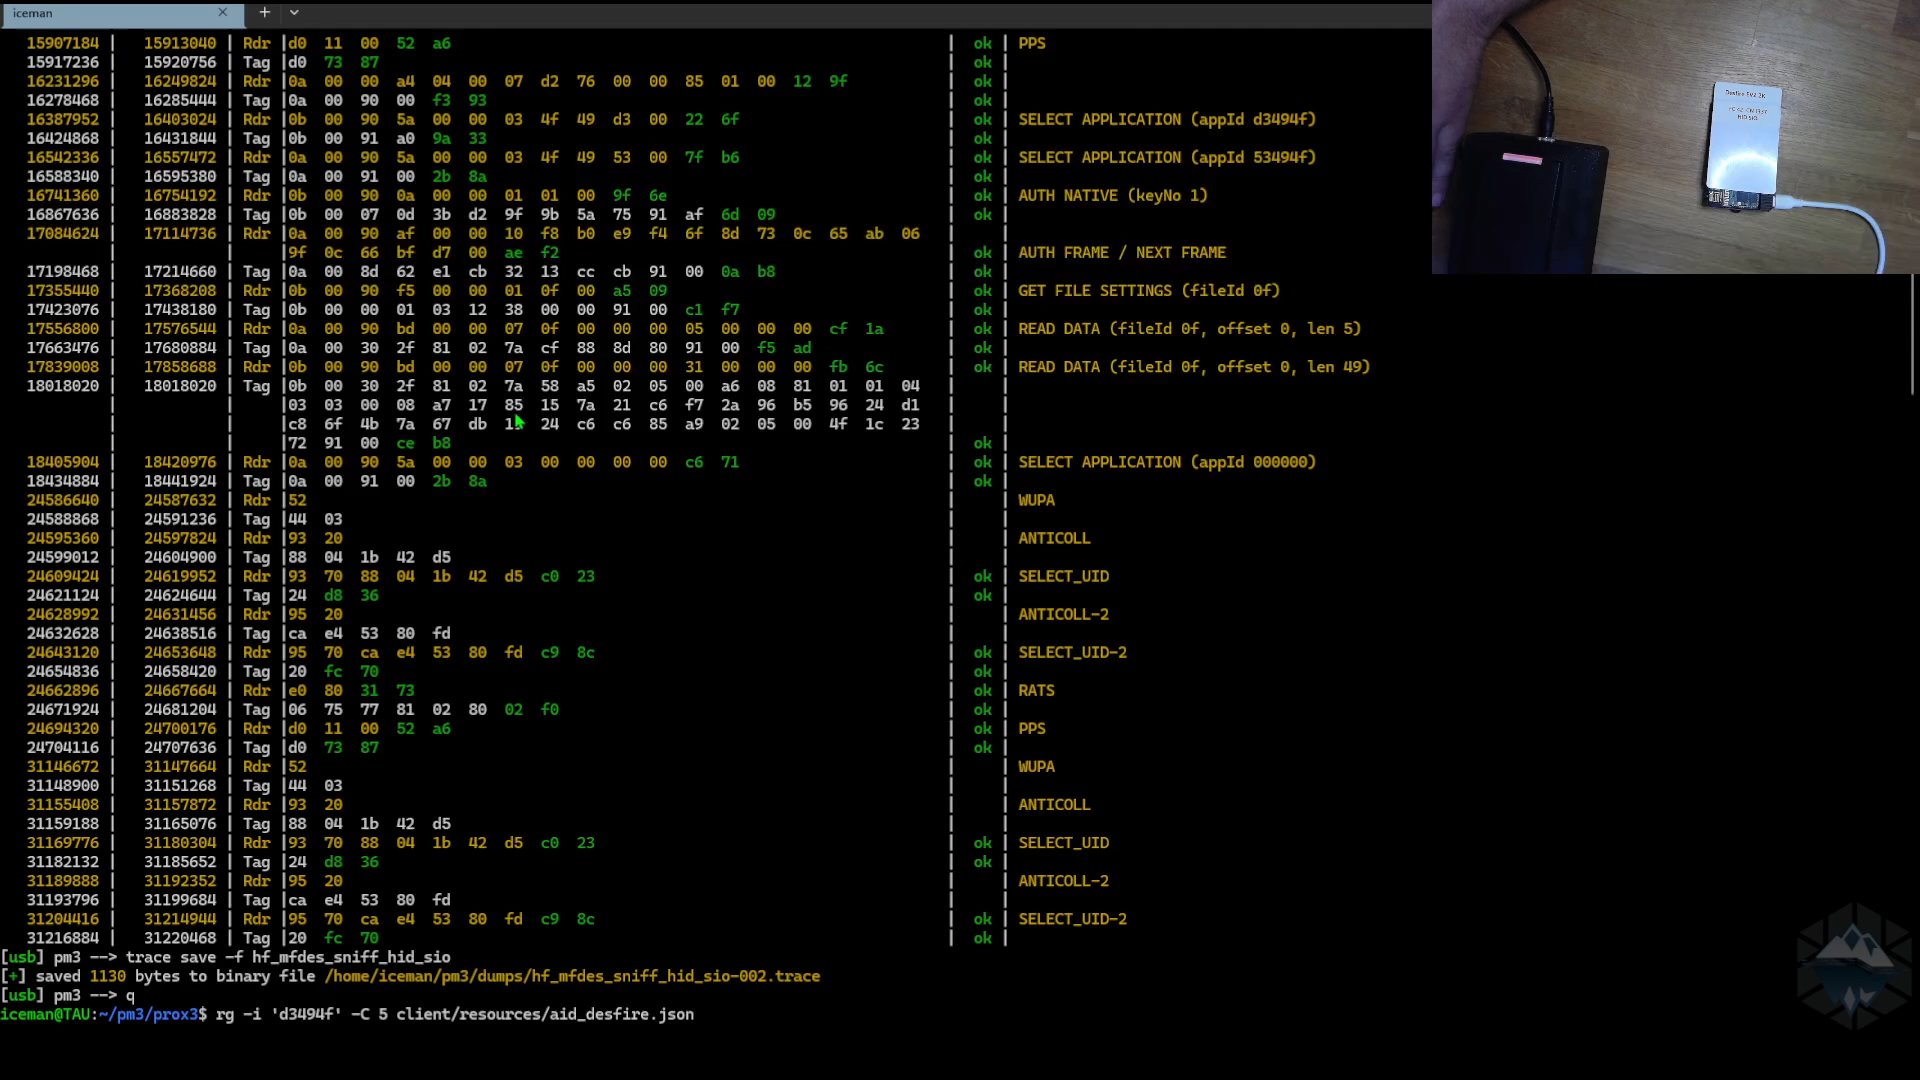 iceman × + ⌄
15907184 | 15913040 | Rdr |d0 11 00 52 a6 | ok | PPS
15917236 | 15920756 | Tag |d0 73 87 | ok |
16231296 | 16249824 | Rdr |0a 00 00 a4 04 00 07 d2 76 00 00 85 01 00 12 9f | ok |
16278468 | 16285444 | Tag |0a 00 90 00 f3 93 | ok |
16387952 | 16403024 | Rdr |0b 00 90 5a 00 00 03 4f 49 d3 00 22 6f | ok | SELECT APPLICATION (appId d3494f)
16424868 | 16431844 | Tag |0b 00 91 a0 9a 33 | ok |
16542336 | 16557472 | Rdr |0a 00 90 5a 00 00 03 4f 49 53 00 7f b6 | ok | SELECT APPLICATION (appId 53494f)
16588340 | 16595380 | Tag |0a 00 91 00 2b 8a | ok |
16741360 | 16754192 | Rdr |0b 00 90 0a 00 00 01 01 00 9f 6e | ok | AUTH NATIVE (keyNo 1)
16867636 | 16883828 | Tag |0b 00 07 0d 3b d2 9f 9b 5a 75 91 af 6d 09 | ok |
17084624 | 17114736 | Rdr |0a 00 90 af 00 00 10 f8 b0 e9 f4 6f 8d 73 0c 65 ab 06 | |
| | |9f 0c 66 bf d7 00 ae f2 | ok | AUTH FRAME / NEXT FRAME
17198468 | 17214660 | Tag |0a 00 8d 62 e1 cb 32 13 cc cb 91 00 0a b8 | ok |
17355440 | 17368208 | Rdr |0b 00 90 f5 00 00 01 0f 00 a5 09 | ok | GET FILE SETTINGS (fileId 0f)
17423076 | 17438180 | Tag |0b 00 00 01 03 12 38 00 00 91 00 c1 f7 | ok |
17556800 | 17576544 | Rdr |0a 00 90 bd 00 00 07 0f 00 00 00 05 00 00 00 cf 1a | ok | READ DATA (fileId 0f, offset 0, len 5)
17663476 | 17680884 | Tag |0a 00 30 2f 81 02 7a cf 88 8d 80 91 00 f5 ad | ok |
17839008 | 17858688 | Rdr |0b 00 90 bd 00 00 07 0f 00 00 00 31 00 00 00 fb 6c | ok | READ DATA (fileId 0f, offset 0, len 49)
18018020 | 18018020 | Tag |0b 00 30 2f 81 02 7a 58 a5 02 05 00 a6 08 81 01 01 04 | |
| | |03 03 00 08 a7 17 85 15 7a 21 c6 f7 2a 96 b5 96 24 d1 | |
| | |c8 6f 4b 7a 67 db 24 c6 c6 85 a9 02 05 00 4f 1c 23 | |
| | |72 91 00 ce b8 | ok |
18405904 | 18420976 | Rdr |0a 00 90 5a 00 00 03 00 00 00 00 c6 71 | ok | SELECT APPLICATION (appId 000000)
18434884 | 18441924 | Tag |0a 00 91 00 2b 8a | ok |
24586640 | 24587632 | Rdr |52 | | WUPA
24588868 | 24591236 | Tag |44 03 | |
24595360 | 24597824 | Rdr |93 20 | | ANTICOLL
24599012 | 24604900 | Tag |88 04 1b 42 d5 | |
24609424 | 24619952 | Rdr |93 70 88 04 1b 42 d5 c0 23 | ok | SELECT_UID
24621124 | 24624644 | Tag |24 d8 36 | ok |
24628992 | 24631456 | Rdr |95 20 | | ANTICOLL-2
24632628 | 24638516 | Tag |ca e4 53 80 fd | |
24643120 | 24653648 | Rdr |95 70 ca e4 53 80 fd c9 8c | ok | SELECT_UID-2
24654836 | 24658420 | Tag |20 fc 70 | ok |
24662896 | 24667664 | Rdr |e0 80 31 73 | ok | RATS
24671924 | 24681204 | Tag |06 75 77 81 02 80 02 f0 | ok |
24694320 | 24700176 | Rdr |d0 11 00 52 a6 | ok | PPS
24704116 | 24707636 | Tag |d0 73 87 | ok |
31146672 | 31147664 | Rdr |52 | | WUPA
31148900 | 31151268 | Tag |44 03 | |
31155408 | 31157872 | Rdr |93 20 | | ANTICOLL
31159188 | 31165076 | Tag |88 04 1b 42 d5 | |
31169776 | 31180304 | Rdr |93 70 88 04 1b 42 d5 c0 23 | ok | SELECT_UID
31182132 | 31185652 | Tag |24 d8 36 | ok |
31189888 | 31192352 | Rdr |95 20 | | ANTICOLL-2
31193796 | 31199684 | Tag |ca e4 53 80 fd | |
31204416 | 31214944 | Rdr |95 70 ca e4 53 80 fd c9 8c | ok | SELECT_UID-2
31216884 | 31220468 | Tag |20 fc 70 | ok |
[usb] pm3 --> trace save -f hf_mfdes_sniff_hid_sio
[+] saved 1130 bytes to binary file /home/iceman/pm3/dumps/hf_mfdes_sniff_hid_sio-002.trace
[usb] pm3 --> q
iceman@TAU:~/pm3/prox3$ rg -i 'd3494f' -C 5 client/resources/aid_desfire.json
Desfire EV2 2K
HID SIO